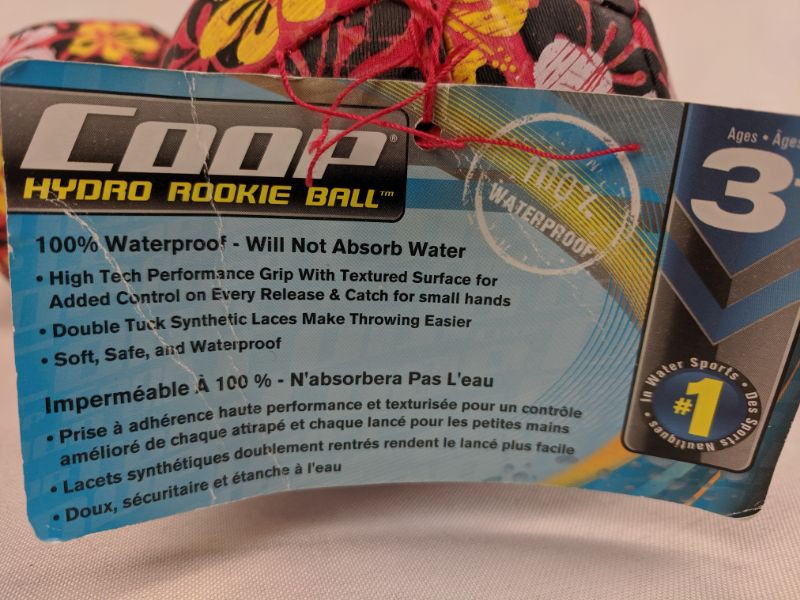 COOP®
HYDRO ROOKIE BALL™
100% WATERPROOF
Ages • Âges
3+
100% Waterproof - Will Not Absorb Water
• High Tech Performance Grip With Textured Surface for
Added Control on Every Release & Catch for small hands
• Double Tuck Synthetic Laces Make Throwing Easier
• Soft, Safe, and Waterproof
Imperméable À 100 % - N'absorbera Pas L'eau
• Prise à adhérence haute performance et texturisée pour un contrôle
amélioré de chaque attrapé et chaque lancé pour les petites mains
• Lacets synthétiques doublement rentrés rendent le lancé plus facile
• Doux, sécuritaire et étanche à l'eau
In Water Sports • Des Sports Nautiques •
#1